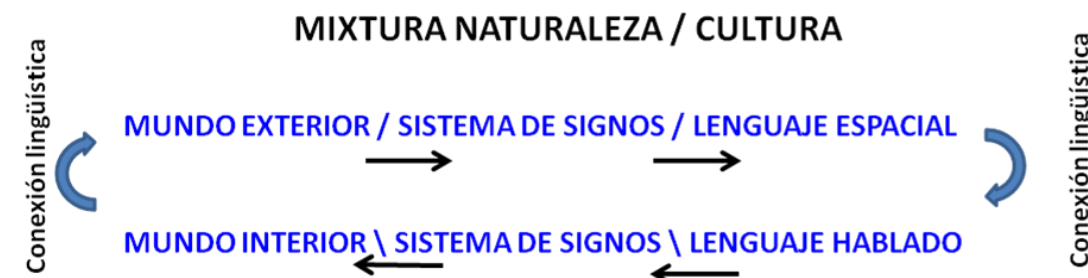 MIXTURA NATURALEZA / CULTURA
Conexión lingüística
MUNDO EXTERIOR / SISTEMA DE SIGNOS / LENGUAJE ESPACIAL
MUNDO INTERIOR \ SISTEMA DE SIGNOS \ LENGUAJE HABLADO
Conexión lingüística